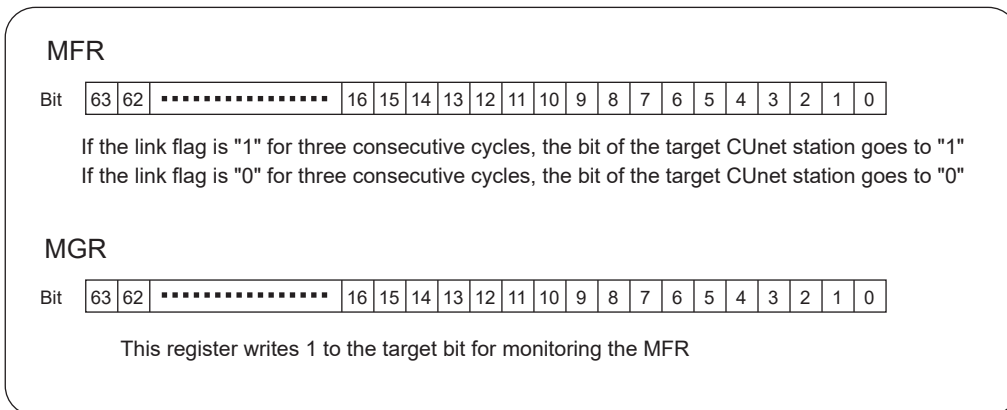 MFR
Bit 63 62 ................ 16 15 14 13 12 11 10 9 8 7 6 5 4 3 2 1 0
If the link flag is "1" for three consecutive cycles, the bit of the target CUnet station goes to "1"
If the link flag is "0" for three consecutive cycles, the bit of the target CUnet station goes to "0"
MGR
Bit 63 62 ................ 16 15 14 13 12 11 10 9 8 7 6 5 4 3 2 1 0
This register writes 1 to the target bit for monitoring the MFR